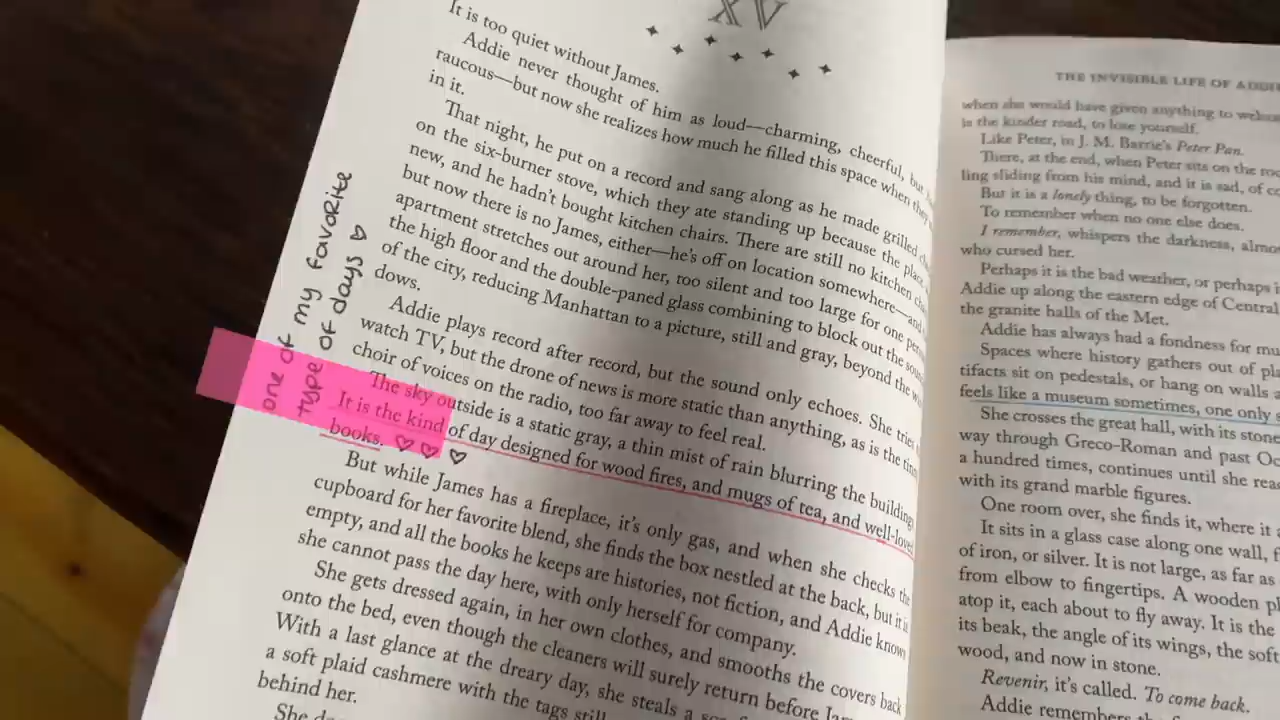 XV
It is too quiet without James.
Addie never thought of him as loud—charming, cheerful, but
raucous—but now she realizes how much he filled this space when they
in it.
That night, he put on a record and sang along as he made grilled
on the six-burner stove, which they ate standing up because the place
new, and he hadn't bought kitchen chairs. There are still no kitchen
but now there is no James, either—he's off on location somewhere—and
apartment stretches out around her, too silent and too large for one
the high floor and the double-paned glass combining to block out the
of the city, reducing Manhattan to a picture, still and gray, beyond the
dows.
Addie plays record after record, but the sound only echoes. She tries
watch TV, but the drone of news is more static than anything, as is the
choir of voices on the radio, too far away to feel real.
The sky outside is a static gray, a thin mist of rain blurring the buildings
It is the kind of day designed for wood fires, and mugs of tea, and well-loved
books. ♡ ♡ ♡
But while James has a fireplace, it's only gas, and when she checks the
cupboard for her favorite blend, she finds the box nestled at the back, but it is
empty, and all the books he keeps are histories, not fiction, and Addie knows
she cannot pass the day here, with only herself for company.
She gets dressed again, in her own clothes, and smooths the covers back
onto the bed, even though the cleaners will surely return before
With a last glance at the dreary day, she steals a
a soft plaid cashmere with the tags still
behind her.
She
one of my favorite
type of days ♡
THE INVISIBLE LIFE OF
when she would have given anything to
is the kinder road, to lose yourself.
Like Peter, in J. M. Barrie's Peter Pan.
There, at the end, when Peter sits on the
ling sliding from his mind, and it is sad, of
But it is a lonely thing, to be forgotten.
To remember when no one else does.
I remember, whispers the darkness,
who cursed her.
Perhaps it is the bad weather, or perhaps
Addie up along the eastern edge of Central
the granite halls of the Met.
Addie has always had a fondness for
Spaces where history gathers out of
tifacts sit on pedestals, or hang on walls
feels like a museum sometimes, one only
She crosses the great hall, with its stone
way through Greco-Roman and past
a hundred times, continues until she
with its grand marble figures.
One room over, she finds it, where it
It sits in a glass case along one wall,
of iron, or silver. It is not large, as far as
from elbow to fingertips. A wooden
atop it, each about to fly away. It is the
its beak, the angle of its wings, the soft
wood, and now in stone.
Revenir, it's called. To come back.
Addie remembers the